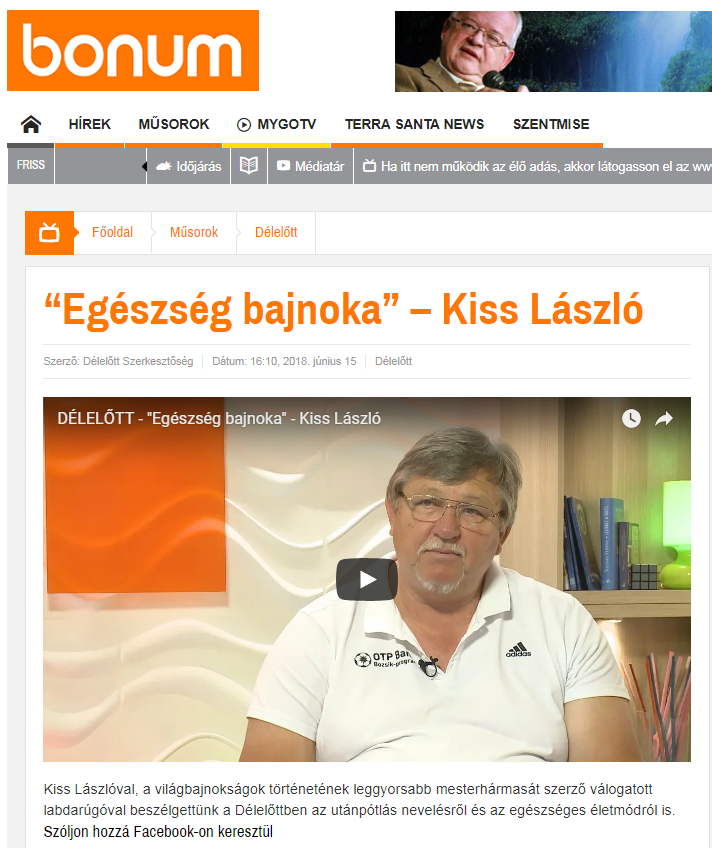 bonum
HÍREK MŰSOROK MYGOTV TERRA SANTA NEWS SZENTMISE
FRISS Időjárás Médiatár Ha itt nem működik az élő adás, akkor látogasson el az www
Főoldal Műsorok Délelőtt
“Egészség bajnoka” – Kiss László
Szerző: Délelőtt Szerkesztőség Dátum: 16:10, 2018. június 15 Délelőtt
DÉLELŐTT - "Egészség bajnoka" - Kiss László
OTP Ban
Bozsik-program
adidas
Kiss Lászlóval, a világbajnokságok történetének leggyorsabb mesterhármasát szerző válogatott
labdarúgóval beszélgettünk a Délelőttben az utánpótlás nevelésről és az egészséges életmódról is.
Szóljon hozzá Facebook-on keresztül